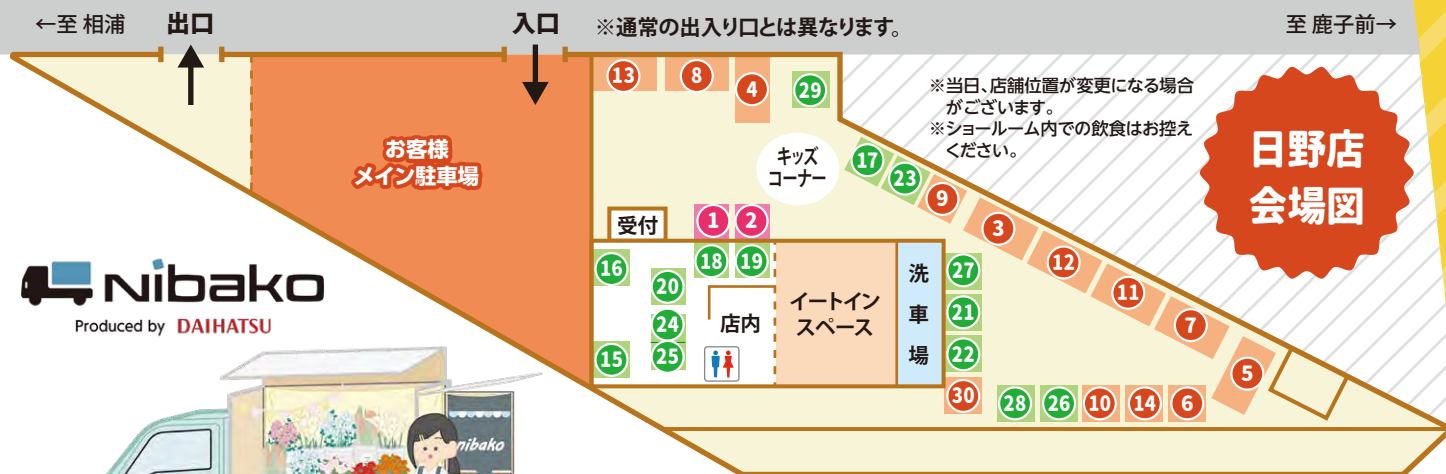 ←至 相浦
出口
入口
※通常の出入り口とは異なります。
至 鹿子前→
13
8
4
29
※当日、店舗位置が変更になる場合
がございます。
※ショールーム内での飲食はお控え
ください。
日野店
会場図
お客様
メイン駐車場
キッズ
コーナー
17
23
9
3
12
11
7
5
受付
1
2
16
18
19
20
24
25
15
店内
イートイン
スペース
洗
車
場
27
21
22
30
28
26
10
14
6
Nibako
Produced by DAIHATSU
nibako